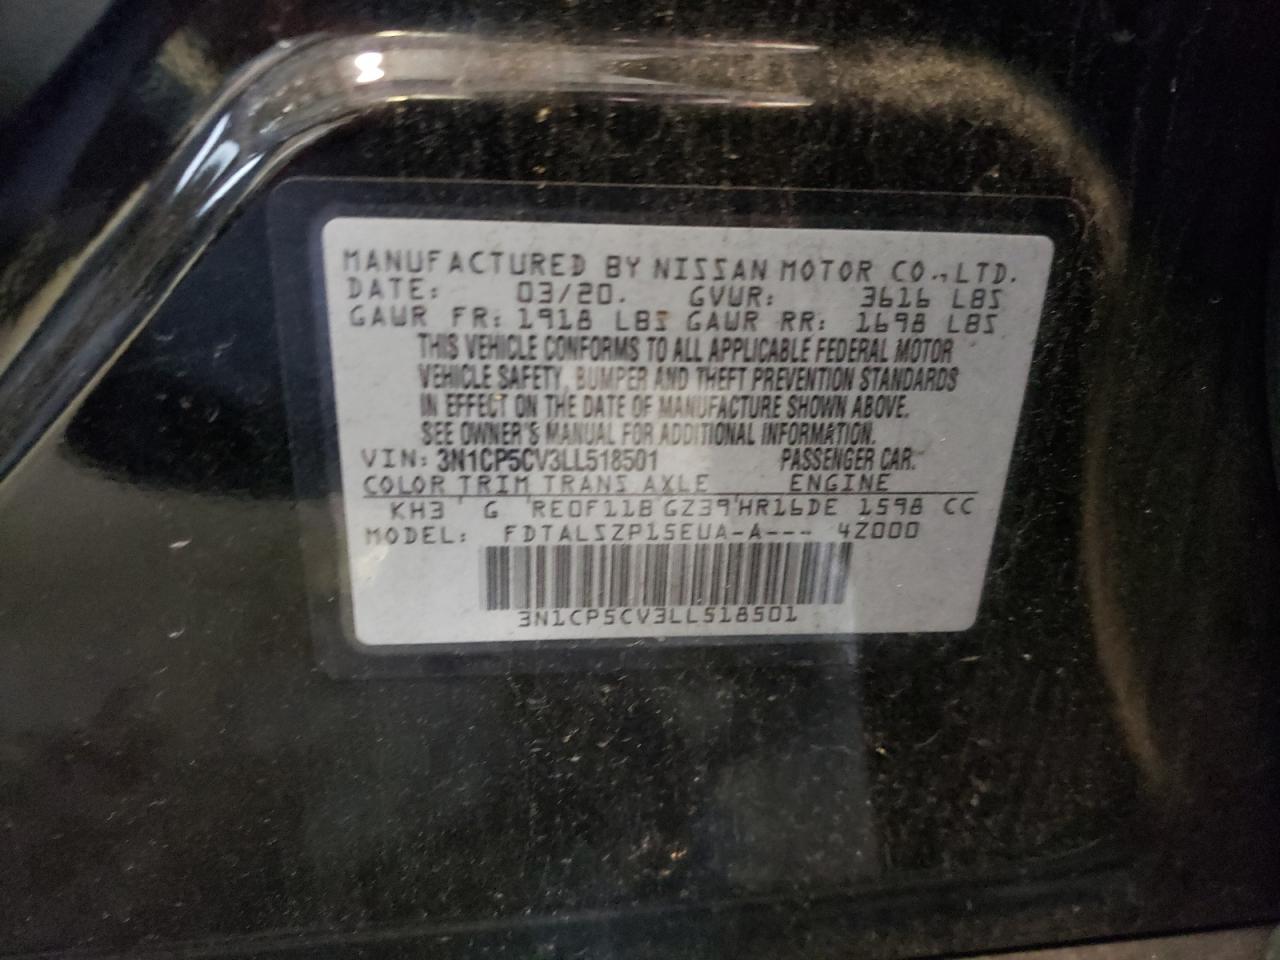 MANUFACTURED BY NISSAN MOTOR CO., LTD.
DATE: 03/20. GVWR: 3616 LBS
GAWR FR: 1918 LBS GAWR RR: 1698 LBS
THIS VEHICLE CONFORMS TO ALL APPLICABLE FEDERAL MOTOR
VEHICLE SAFETY, BUMPER AND THEFT PREVENTION STANDARDS
IN EFFECT ON THE DATE OF MANUFACTURE SHOWN ABOVE.
SEE OWNER'S MANUAL FOR ADDITIONAL INFORMATION.
VIN: 3N1CP5CV3LL518501 PASSENGER CAR.
COLOR TRIM TRANS AXLE ENGINE
KH3 ' G 'RE0F11B'GZ39'HR16DE 1598 CC
MODEL: FDTALSZP15EUA-A--- 4Z000
3N1CP5CV3LL518501